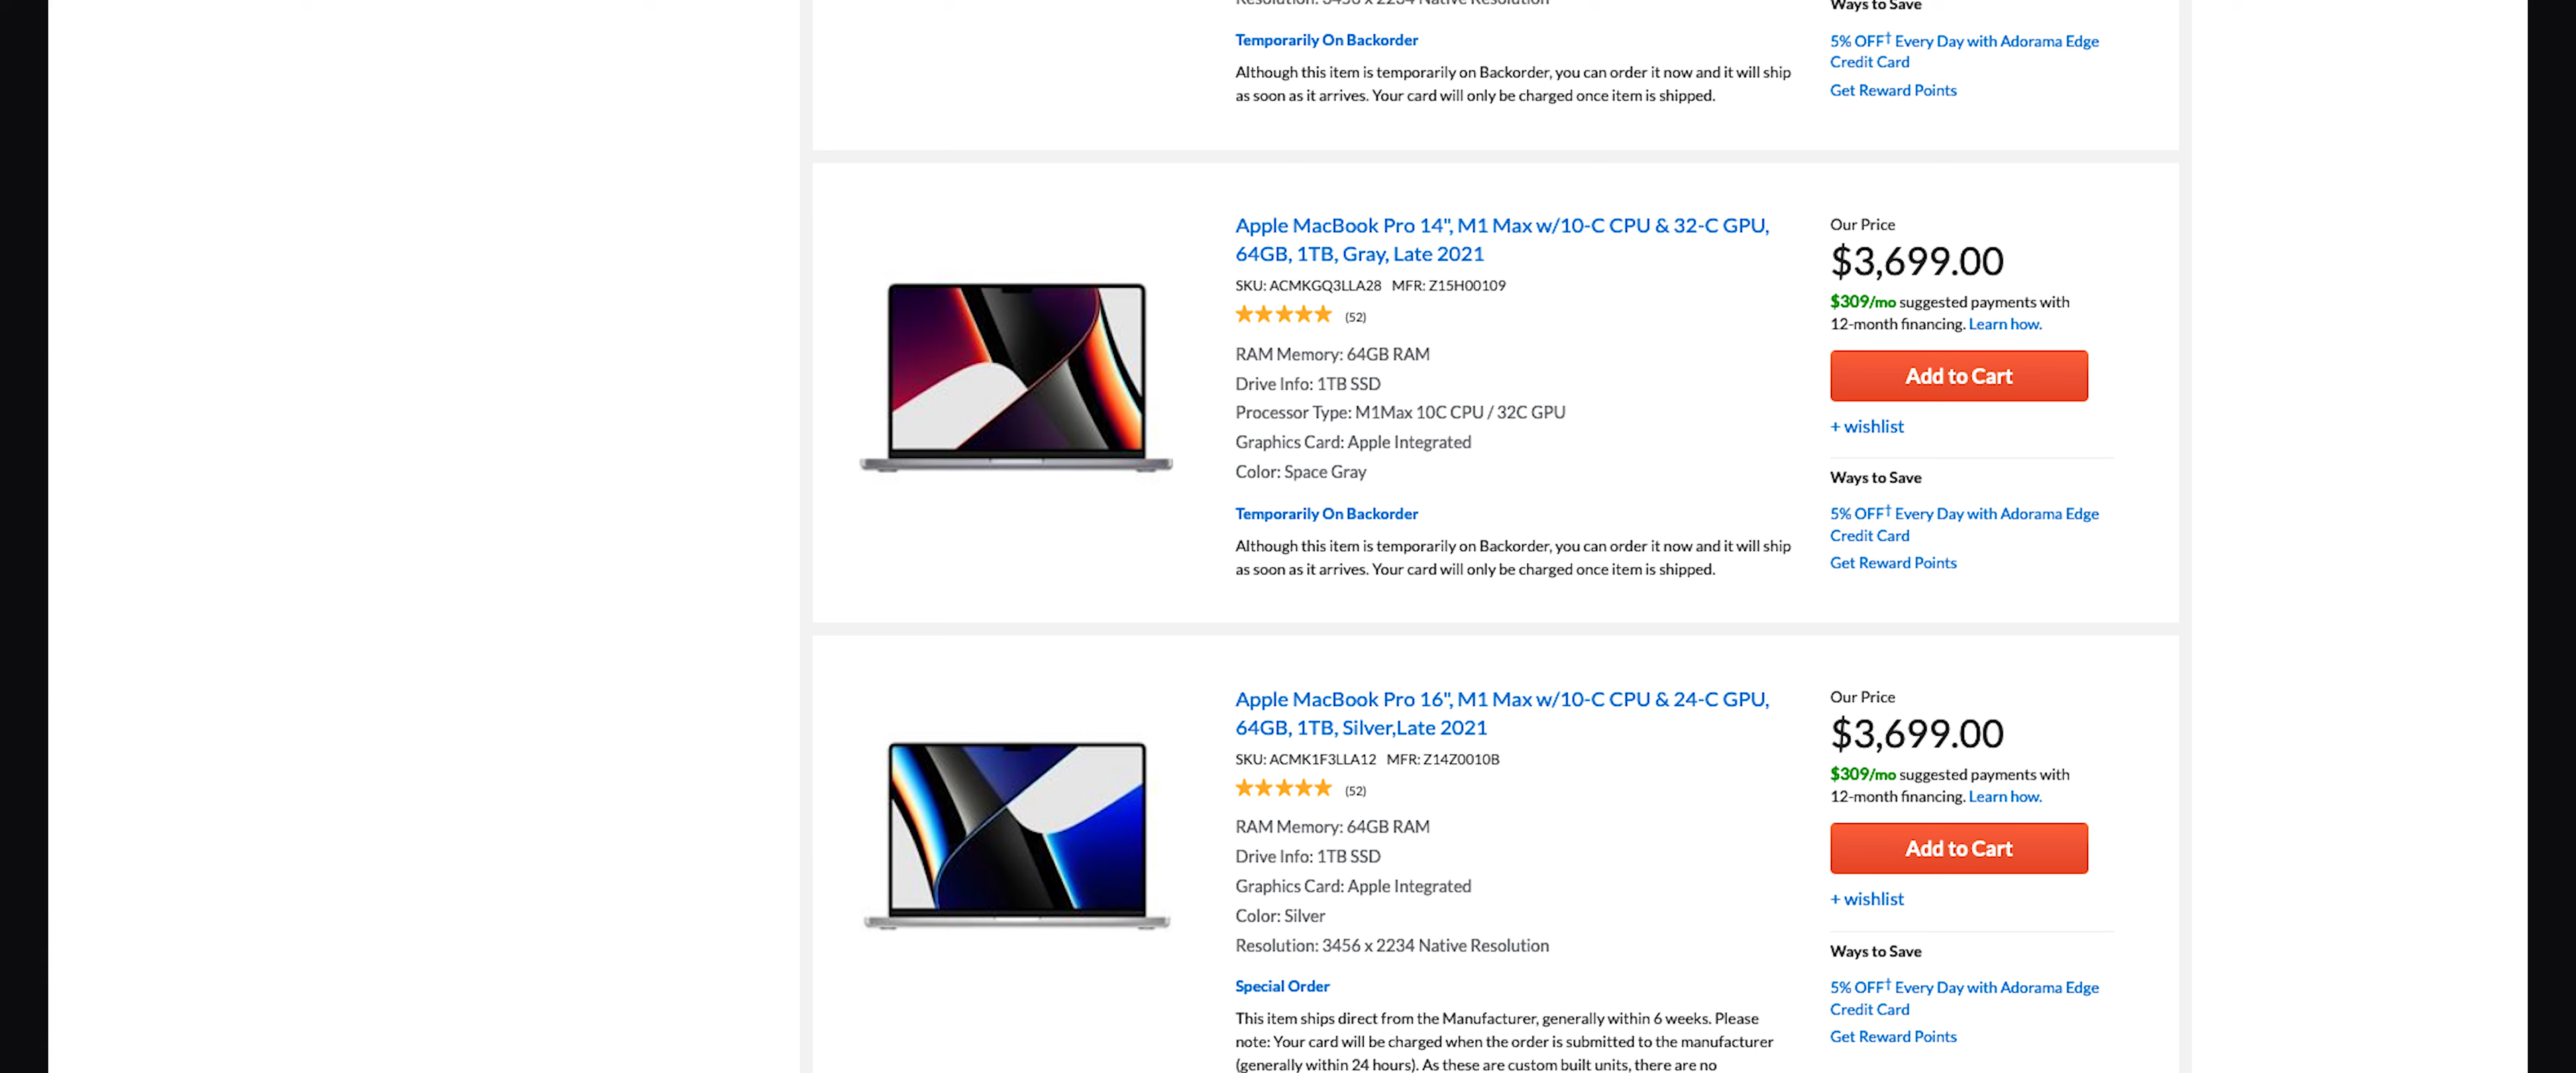 Resolution: 3456 x 2234 Native Resolution
Temporarily On Backorder
Although this item is temporarily on Backorder, you can order it now and it will ship
as soon as it arrives. Your card will only be charged once item is shipped.
Ways to Save
5% OFF† Every Day with Adorama Edge
Credit Card
Get Reward Points
Apple MacBook Pro 14", M1 Max w/10-C CPU & 32-C GPU,
64GB, 1TB, Gray, Late 2021
SKU: ACMKGQ3LLA28 MFR: Z15H00109
(52)
RAM Memory: 64GB RAM
Drive Info: 1TB SSD
Processor Type: M1Max 10C CPU / 32C GPU
Graphics Card: Apple Integrated
Color: Space Gray
Temporarily On Backorder
Although this item is temporarily on Backorder, you can order it now and it will ship
as soon as it arrives. Your card will only be charged once item is shipped.
Our Price
$3,699.00
$309/mo suggested payments with
12-month financing. Learn how.
Add to Cart
+ wishlist
Ways to Save
5% OFF† Every Day with Adorama Edge
Credit Card
Get Reward Points
Apple MacBook Pro 16", M1 Max w/10-C CPU & 24-C GPU,
64GB, 1TB, Silver,Late 2021
SKU: ACMK1F3LLA12 MFR: Z14Z0010B
(52)
RAM Memory: 64GB RAM
Drive Info: 1TB SSD
Graphics Card: Apple Integrated
Color: Silver
Resolution: 3456 x 2234 Native Resolution
Special Order
This item ships direct from the Manufacturer, generally within 6 weeks. Please
note: Your card will be charged when the order is submitted to the manufacturer
(generally within 24 hours). As these are custom built units, there are no
Our Price
$3,699.00
$309/mo suggested payments with
12-month financing. Learn how.
Add to Cart
+ wishlist
Ways to Save
5% OFF† Every Day with Adorama Edge
Credit Card
Get Reward Points